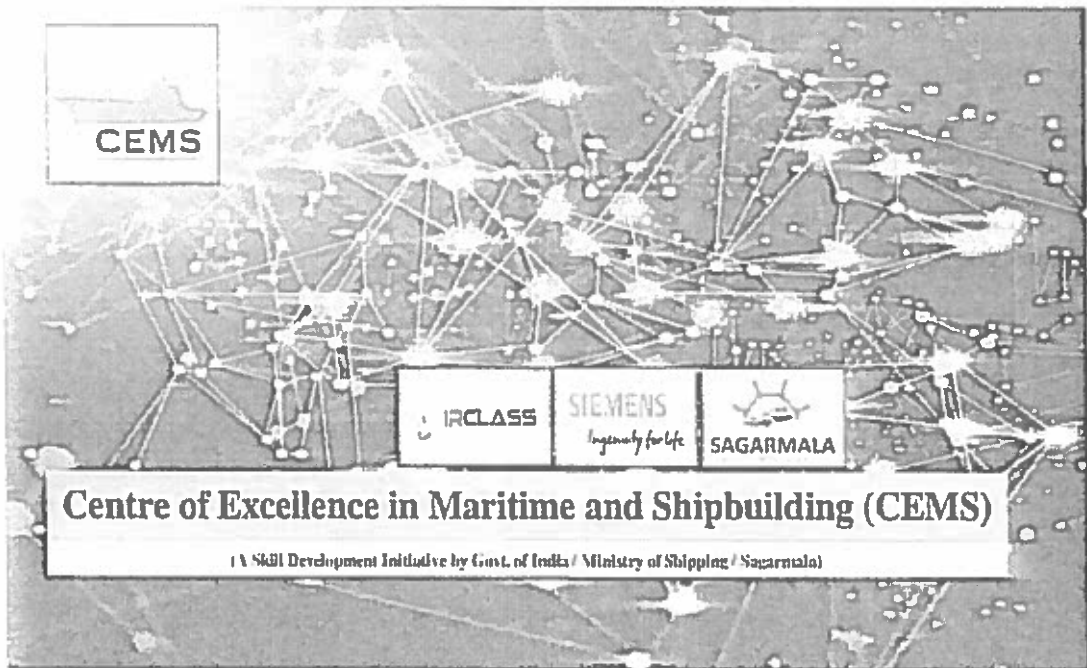 CEMS
IRCLASS
SIEMENS
Ingenuity for life
SAGARMALA
Centre of Excellence in Maritime and Shipbuilding (CEMS)
(A Skill Development Initiative by Govt. of India / Ministry of Shipping / Sagarmala)